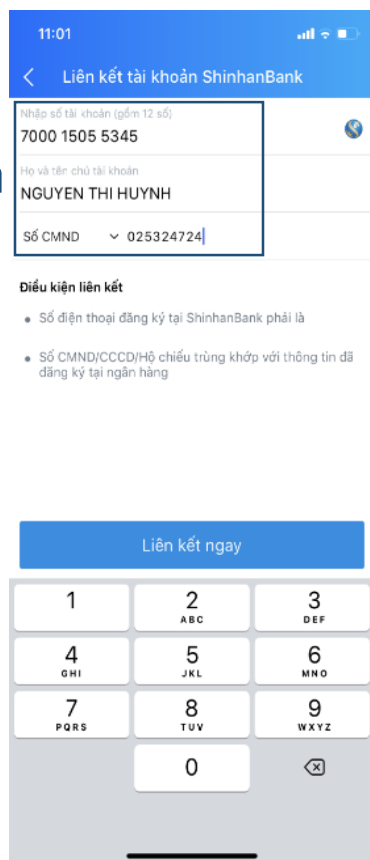 11:01
Liên kết tài khoản ShinhanBank
Nhập số tài khoản (gồm 12 số)
7000 1505 5345
Họ và tên chủ tài khoản
NGUYEN THI HUYNH
Số CMND 025324724
Điều kiện liên kết
Số điện thoại đăng ký tại ShinhanBank phải là
Số CMND/CCCD/Hộ chiếu trùng khớp với thông tin đã
đăng ký tại ngân hàng
Liên kết ngay
1 2 3
ABC DEF
4 5 6
GHI JKL MNO
7 8 9
PQRS TUV WXYZ
0